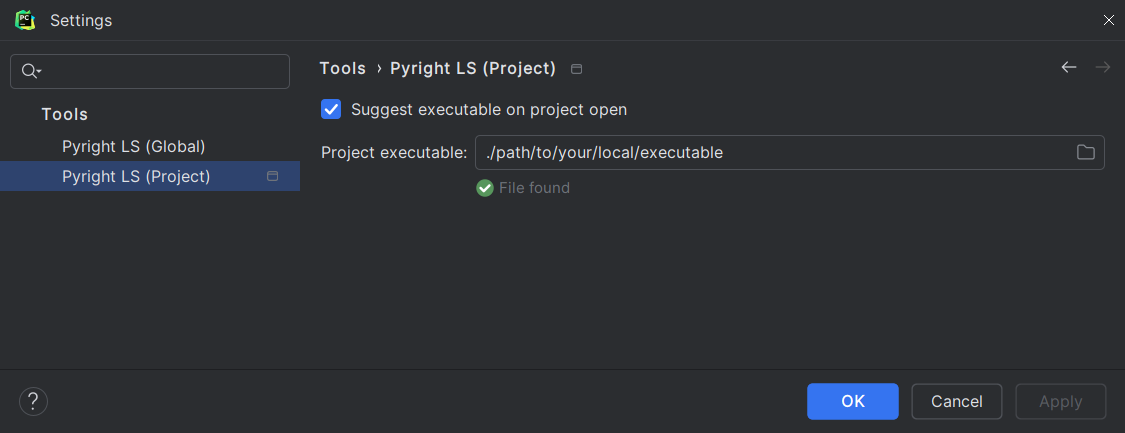 PC
Settings
Tools
Pyright LS (Global)
Pyright LS (Project)
Tools › Pyright LS (Project)
Suggest executable on project open
Project executable: ./path/to/your/local/executable
File found
?
OK Cancel Apply